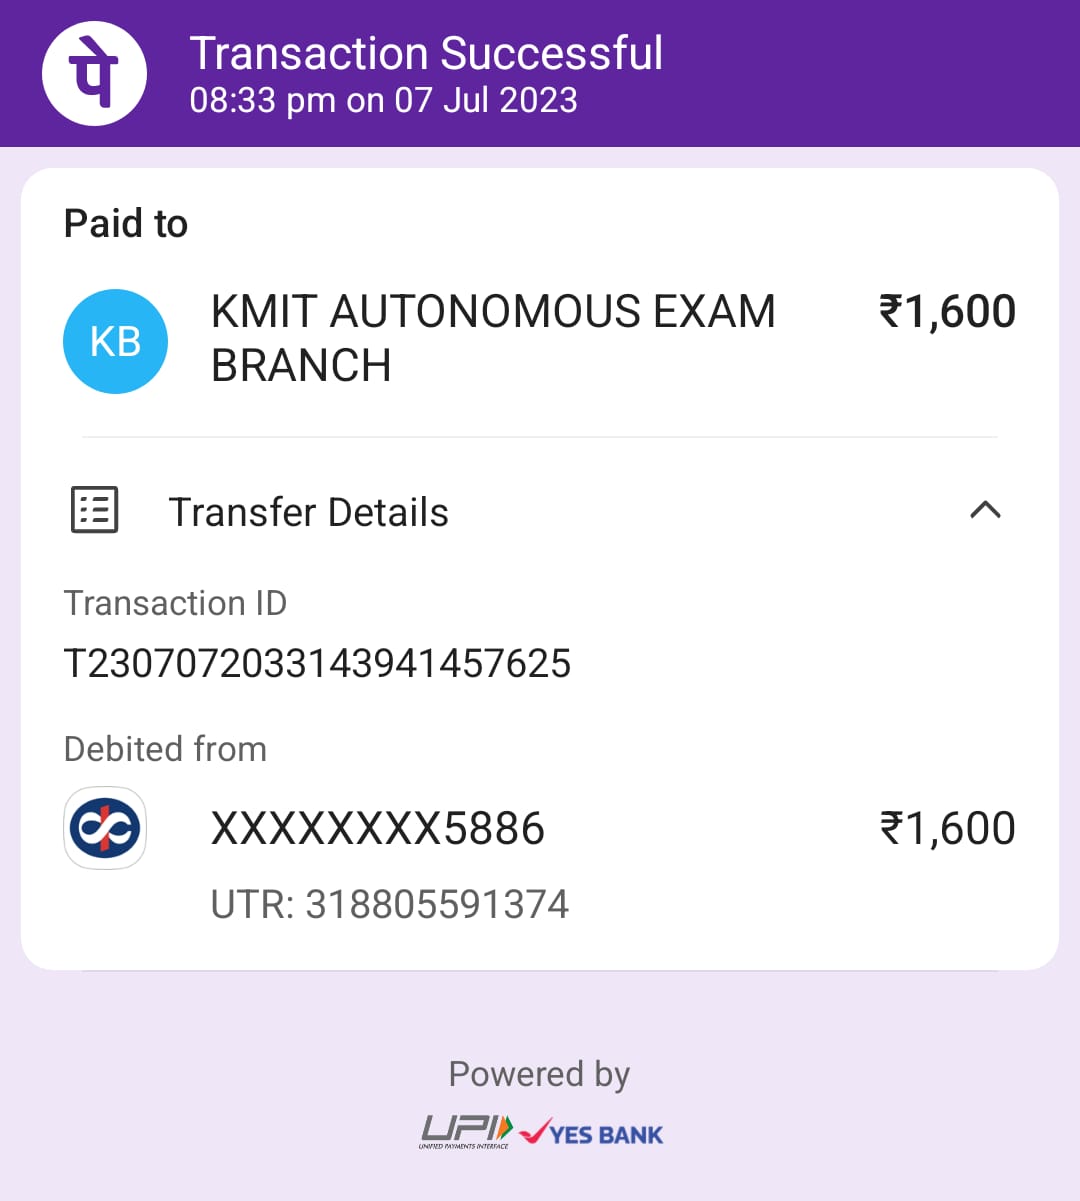 पे
Transaction Successful
08:33 pm on 07 Jul 2023
Paid to
KB
KMIT AUTONOMOUS EXAM
BRANCH
₹1,600
Transfer Details
Transaction ID
T2307072033143941457625
Debited from
XXXXXXXX5886
₹1,600
UTR: 318805591374
Powered by
UPI
UNIFIED PAYMENTS INTERFACE
YES BANK